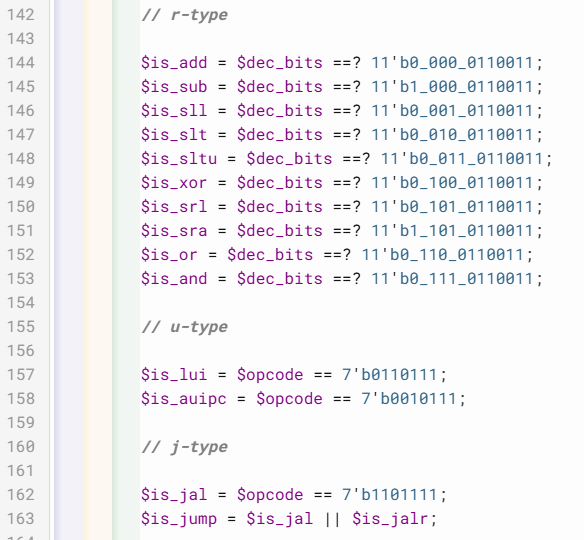 142 // r-type
143
144 $is_add = $dec_bits ==? 11'b0_000_0110011;
145 $is_sub = $dec_bits ==? 11'b1_000_0110011;
146 $is_sll = $dec_bits ==? 11'b0_001_0110011;
147 $is_slt = $dec_bits ==? 11'b0_010_0110011;
148 $is_sltu = $dec_bits ==? 11'b0_011_0110011;
149 $is_xor = $dec_bits ==? 11'b0_100_0110011;
150 $is_srl = $dec_bits ==? 11'b0_101_0110011;
151 $is_sra = $dec_bits ==? 11'b1_101_0110011;
152 $is_or = $dec_bits ==? 11'b0_110_0110011;
153 $is_and = $dec_bits ==? 11'b0_111_0110011;
154
155 // u-type
156
157 $is_lui = $opcode == 7'b0110111;
158 $is_auipc = $opcode == 7'b0010111;
159
160 // j-type
161
162 $is_jal = $opcode == 7'b1101111;
163 $is_jump = $is_jal || $is_jalr;